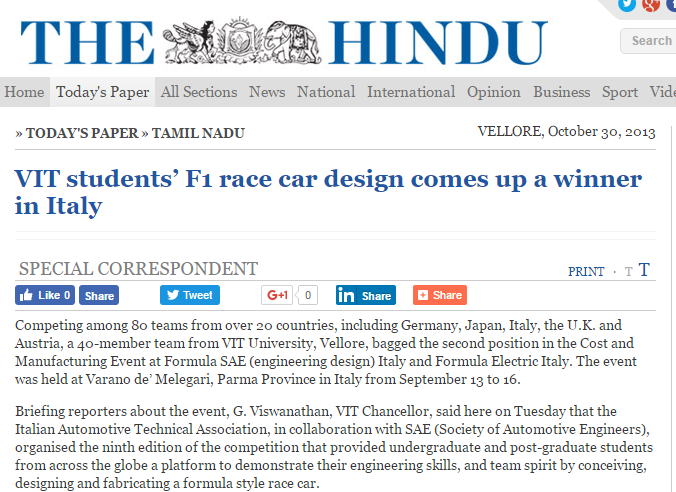 THE HINDU
Search
Home Today's Paper All Sections News National International Opinion Business Sport
» TODAY'S PAPER » TAMIL NADU
VELLORE, October 30, 2013
VIT students’ F1 race car design comes up a winner
in Italy
SPECIAL CORRESPONDENT
PRINT · T T
Like 0 Share Tweet G+1 0 in Share Share
Competing among 80 teams from over 20 countries, including Germany, Japan, Italy, the U.K. and
Austria, a 40-member team from VIT University, Vellore, bagged the second position in the Cost and
Manufacturing Event at Formula SAE (engineering design) Italy and Formula Electric Italy. The event
was held at Varano de’ Melegari, Parma Province in Italy from September 13 to 16.
Briefing reporters about the event, G. Viswanathan, VIT Chancellor, said here on Tuesday that the
Italian Automotive Technical Association, in collaboration with SAE (Society of Automotive Engineers),
organised the ninth edition of the competition that provided undergraduate and post-graduate students
from across the globe a platform to demonstrate their engineering skills, and team spirit by conceiving,
designing and fabricating a formula style race car.